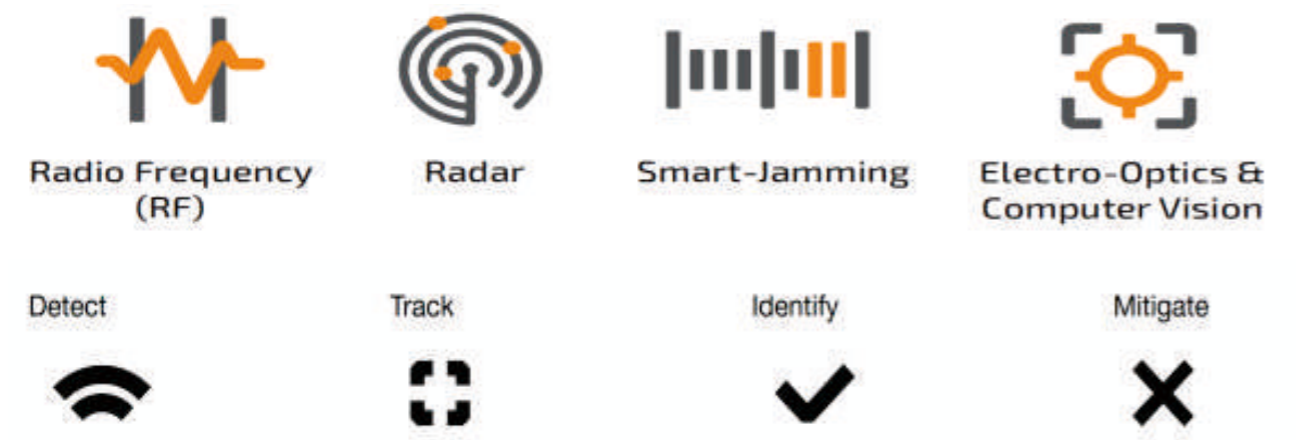 Radio Frequency
(RF)
Radar
Smart-Jamming
Electro-Optics &
Computer Vision
Detect
Track
Identify
Mitigate